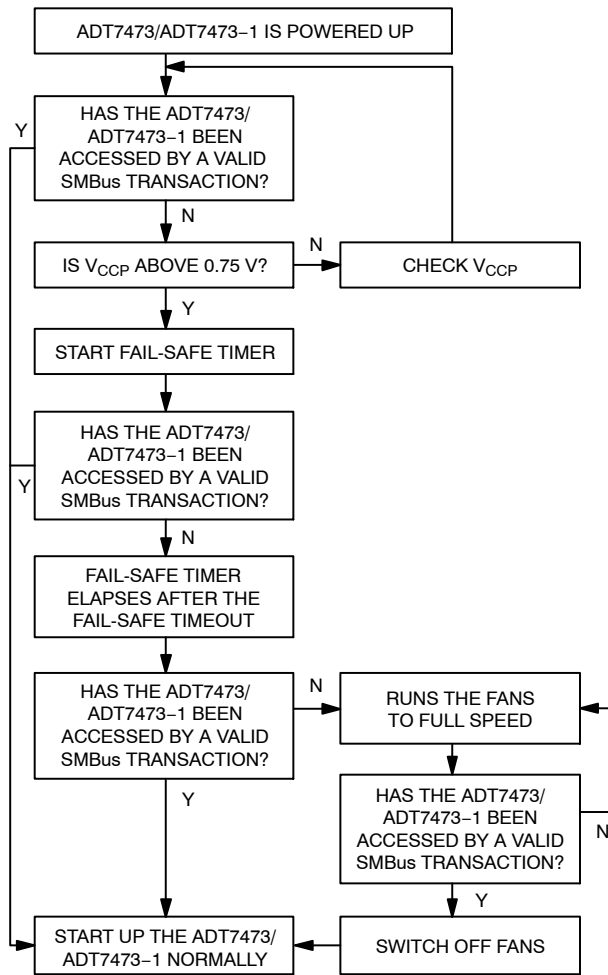 ADT7473/ADT7473−1 IS POWERED UP
HAS THE ADT7473/
ADT7473−1 BEEN
ACCESSED BY A VALID
SMBus TRANSACTION?
Y
N
IS VCCP ABOVE 0.75 V?
N
CHECK VCCP
Y
START FAIL-SAFE TIMER
HAS THE ADT7473/
ADT7473−1 BEEN
ACCESSED BY A VALID
SMBus TRANSACTION?
Y
N
FAIL-SAFE TIMER
ELAPSES AFTER THE
FAIL-SAFE TIMEOUT
HAS THE ADT7473/
ADT7473−1 BEEN
ACCESSED BY A VALID
SMBus TRANSACTION?
N
RUNS THE FANS
TO FULL SPEED
Y
HAS THE ADT7473/
ADT7473−1 BEEN
ACCESSED BY A VALID
SMBus TRANSACTION?
N
Y
START UP THE ADT7473/
ADT7473−1 NORMALLY
SWITCH OFF FANS